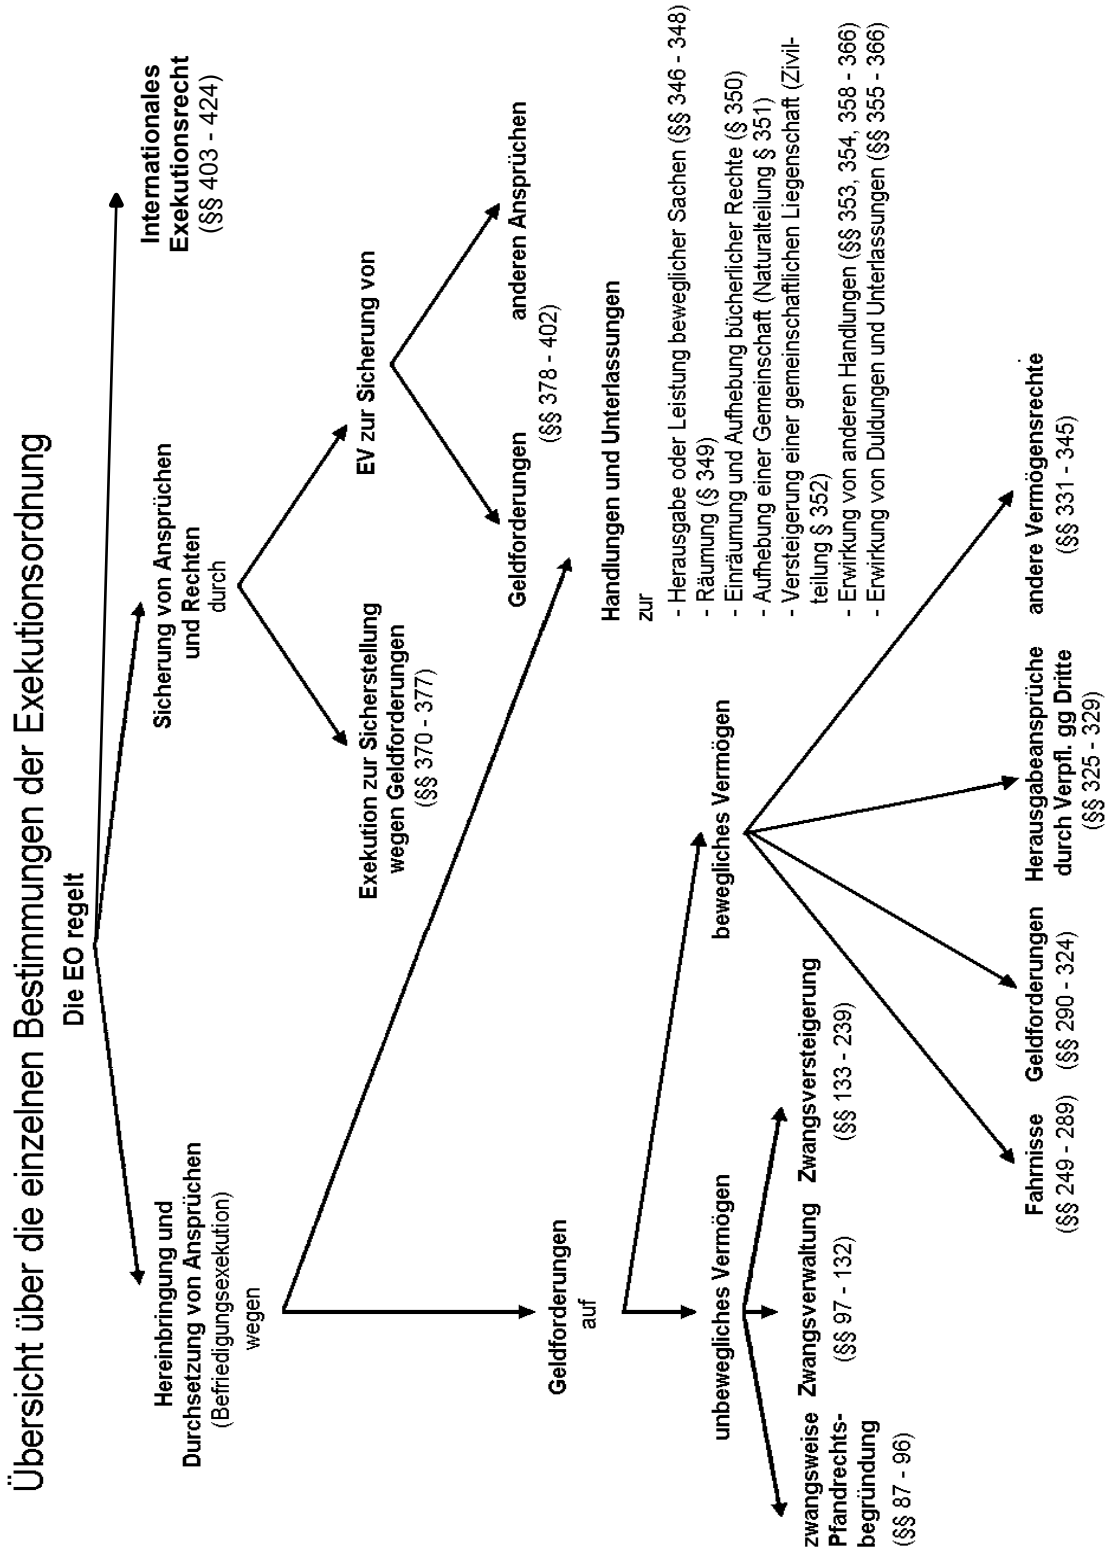 Übersicht über die einzelnen Bestimmungen der Exekutionsordnung
Die EO regelt
Hereinbringung und
Durchsetzung von Ansprüchen
(Befriedigungsexekution)
wegen
Sicherung von Ansprüchen
und Rechten
durch
Internationales
Exekutionsrecht
(§§ 403 - 424)
Exekution zur Sicherstellung
wegen Geldforderungen
(§§ 370 - 377)
EV zur Sicherung von
Geldforderungen
anderen Ansprüchen
(§§ 378 - 402)
Geldforderungen
auf
Handlungen und Unterlassungen
zur
- Herausgabe oder Leistung beweglicher Sachen (§§ 346 - 348)
- Räumung (§ 349)
- Einräumung und Aufhebung bücherlicher Rechte (§ 350)
- Aufhebung einer Gemeinschaft (Naturalteilung § 351)
- Versteigerung einer gemeinschaftlichen Liegenschaft (Zivil-
teilung § 352)
- Erwirkung von anderen Handlungen (§§ 353, 354, 358 - 366)
- Erwirkung von Duldungen und Unterlassungen (§§ 355 - 366)
unbewegliches Vermögen
bewegliches Vermögen
zwangsweise
Pfandrechts-
begründung
(§§ 87 - 96)
Zwangsverwaltung
(§§ 97 - 132)
Zwangsversteigerung
(§§ 133 - 239)
Fahrnisse
(§§ 249 - 289)
Geldforderungen
(§§ 290 - 324)
Herausgabeansprüche
durch Verpfl. gg Dritte
(§§ 325 - 329)
andere Vermögensrechte
(§§ 331 - 345)